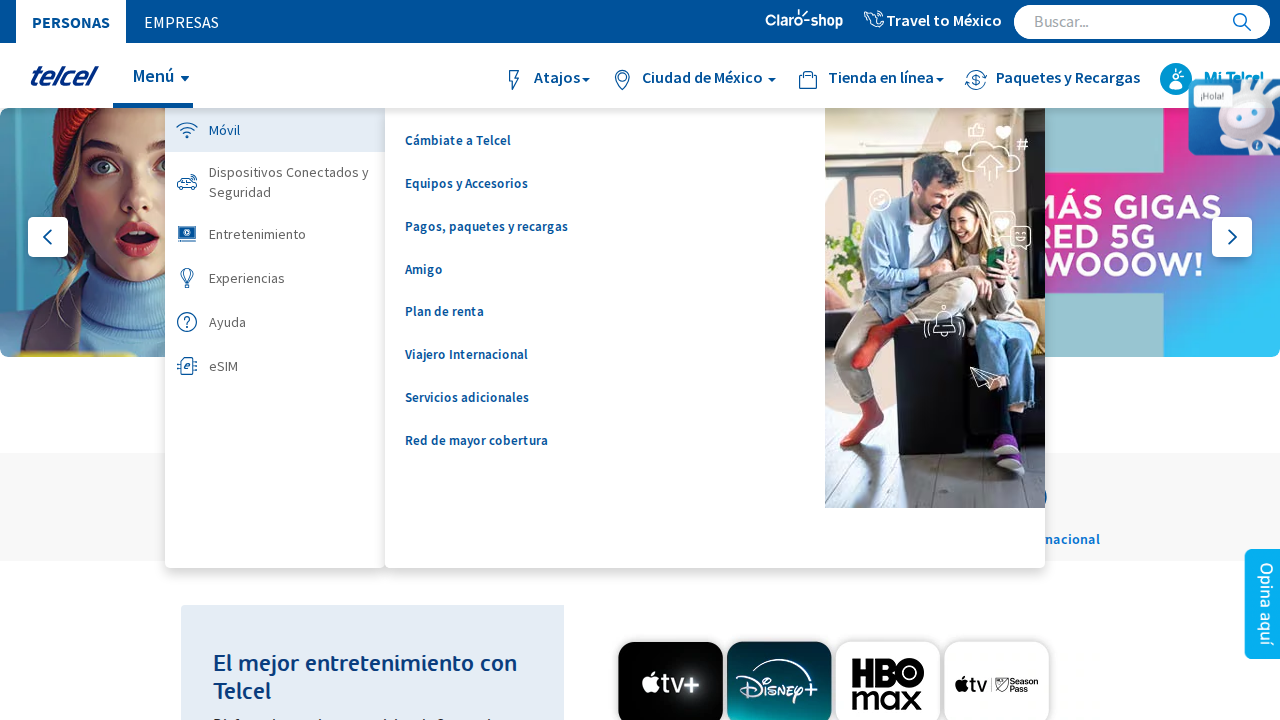 PERSONAS
EMPRESAS
Claro-shop
Travel to México
Buscar...
telcel
Menú
Atajos
Ciudad de México
Tienda en línea
Paquetes y Recargas
Mi Telcel
¡Hola!
Móvil
Dispositivos Conectados y
Seguridad
Entretenimiento
Experiencias
Ayuda
eSIM
Cámbiate a Telcel
Equipos y Accesorios
Pagos, paquetes y recargas
Amigo
Plan de renta
Viajero Internacional
Servicios adicionales
Red de mayor cobertura
#
MÁS GIGAS
RED 5G
WOOOW!
nacional
Opina aquí
El mejor entretenimiento con
Telcel
tv+
Disney+
HBO
max
tv
Season
Pass